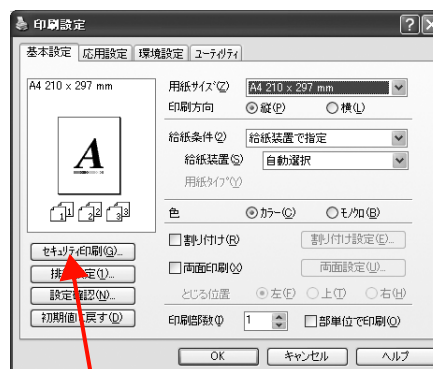 印刷設定
基本設定 応用設定 環境設定 ユーティリティ
A4 210 x 297 mm
用紙サイズ(Z) A4 210 x 297 mm
印刷方向 縦(P) 横(L)
給紙条件(2) 給紙装置で指定
給紙装置(S) 自動選択
用紙タイプ(Y)
A
1 1 2 2 3 3
色 カラー(C) モノクロ(B)
セキュリティ印刷(G)...
割り付け(R) 割り付け設定(E)...
両面印刷(X) 両面設定(U)...
設定確認(N)...
とじる位置 左(F) 上(T) 右(H)
初期値に戻す(D)
印刷部数(I) 1 部単位で印刷(O)
OK キャンセル ヘルプ